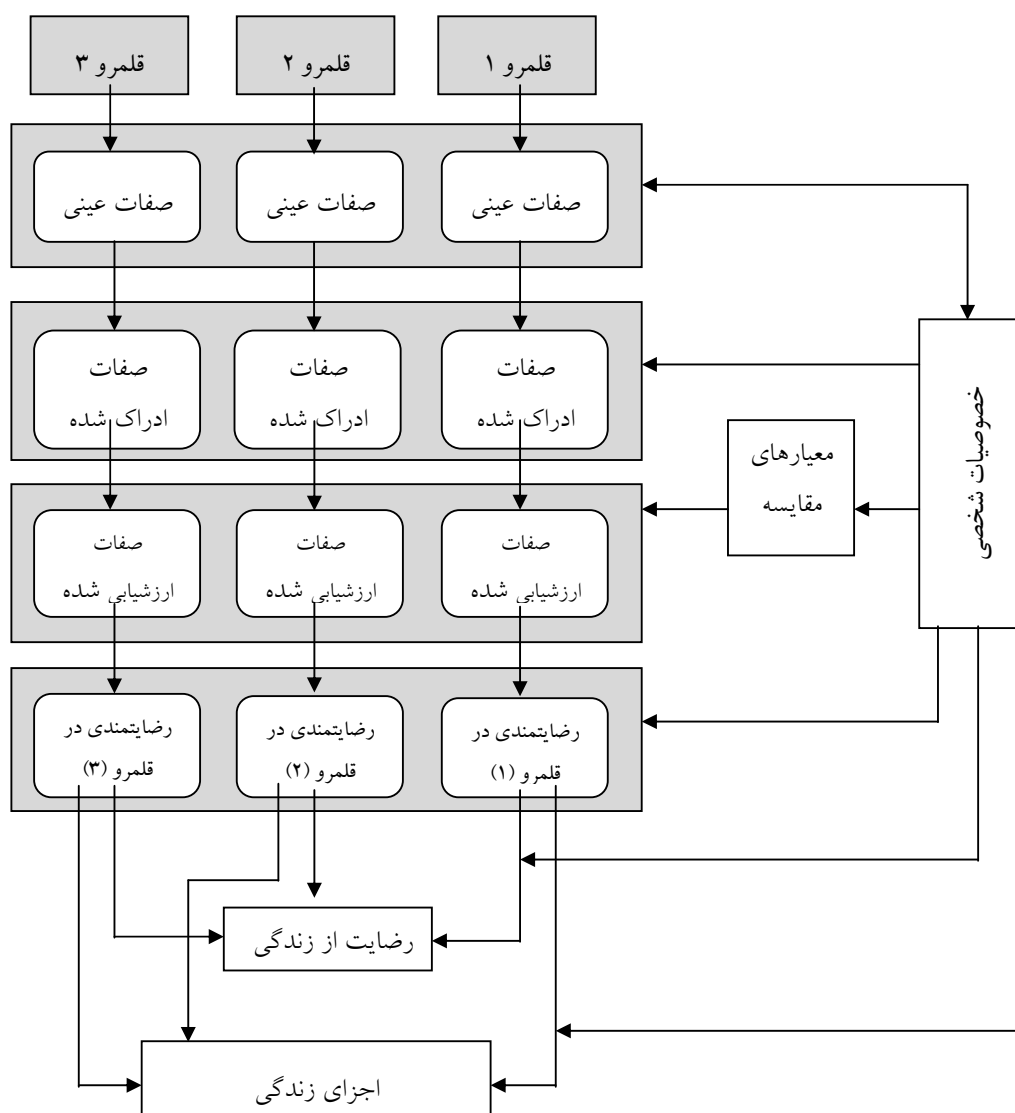 قلمرو ۱
قلمرو ۲
قلمرو ۳
صفات عینی
صفات عینی
صفات عینی
صفات
ادراک شده
صفات
ادراک شده
صفات
ادراک شده
خصوصیات شخصی
معیارهای
مقایسه
صفات
ارزشیابی شده
صفات
ارزشیابی شده
صفات
ارزشیابی شده
رضایتمندی در
قلمرو (۱)
رضایتمندی در
قلمرو (۲)
رضایتمندی در
قلمرو (۳)
رضایت از زندگی
اجزای زندگی